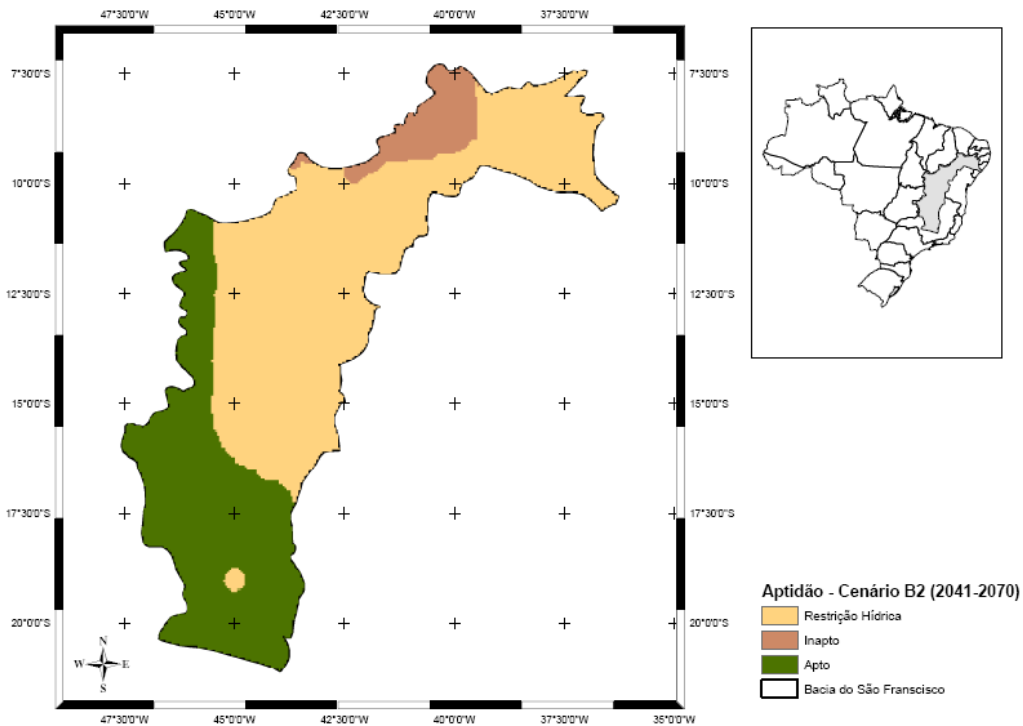 47°30'0"W 45°0'0"W 42°30'0"W 40°0'0"W 37°30'0"W
7°30'0"S 7°30'0"S
10°0'0"S 10°0'0"S
12°30'0"S 12°30'0"S
15°0'0"S 15°0'0"S
17°30'0"S 17°30'0"S
20°0'0"S 20°0'0"S
N
W E
S
47°30'0"W 45°0'0"W 42°30'0"W 40°0'0"W 37°30'0"W 35°0'0"W
Aptidão - Cenário B2 (2041-2070)
Restrição Hídrica
Inapto
Apto
Bacia do São Franscisco